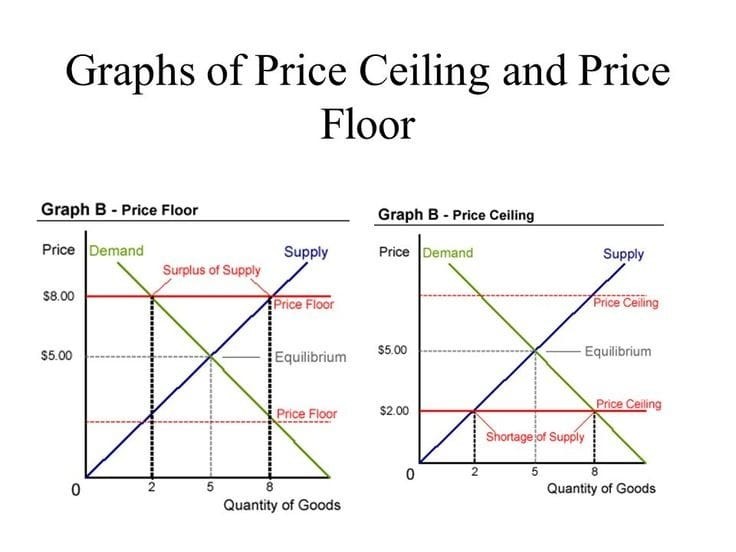 Graphs of Price Ceiling and Price
Floor
Graph B - Price Floor
Price Demand Supply
Surplus of Supply
$8.00
Price Floor
$5.00
Equilibrium
Price Floor
0 2 5 8
Quantity of Goods
Graph B - Price Ceiling
Price Demand Supply
Price Ceiling
$5.00
Equilibrium
Price Ceiling
$2.00
Shortage of Supply
0 2 5 8
Quantity of Goods